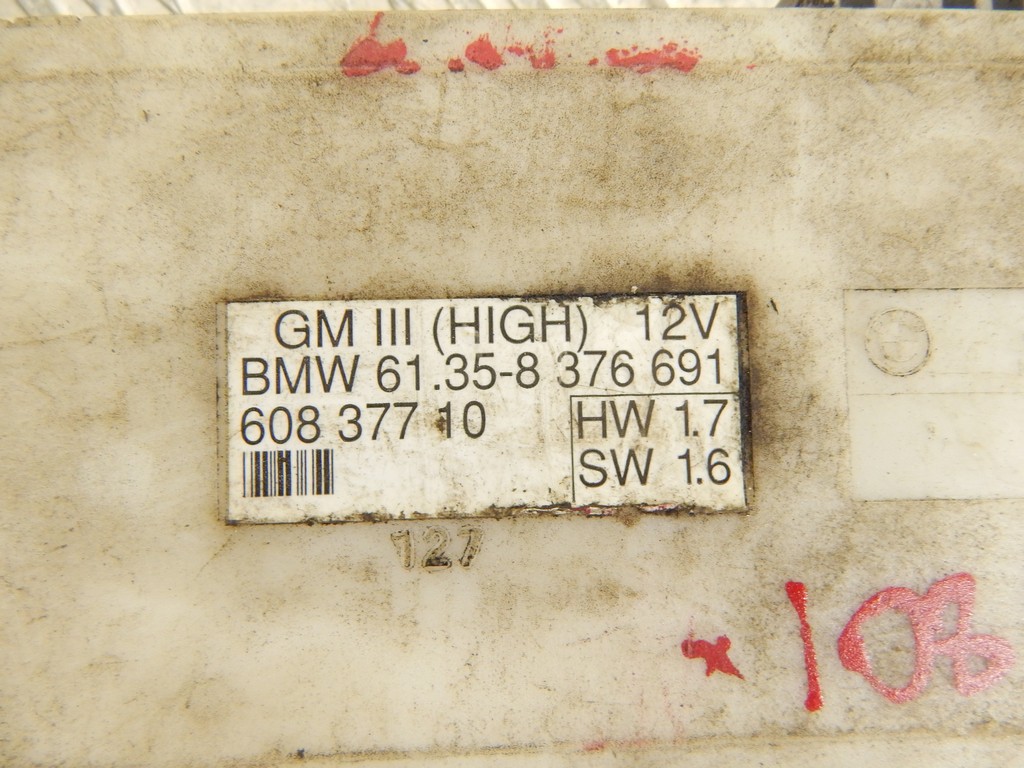 GM III (HIGH) 12V
BMW 61.35-8 376 691
608 377 10
HW 1.7
SW 1.6
127